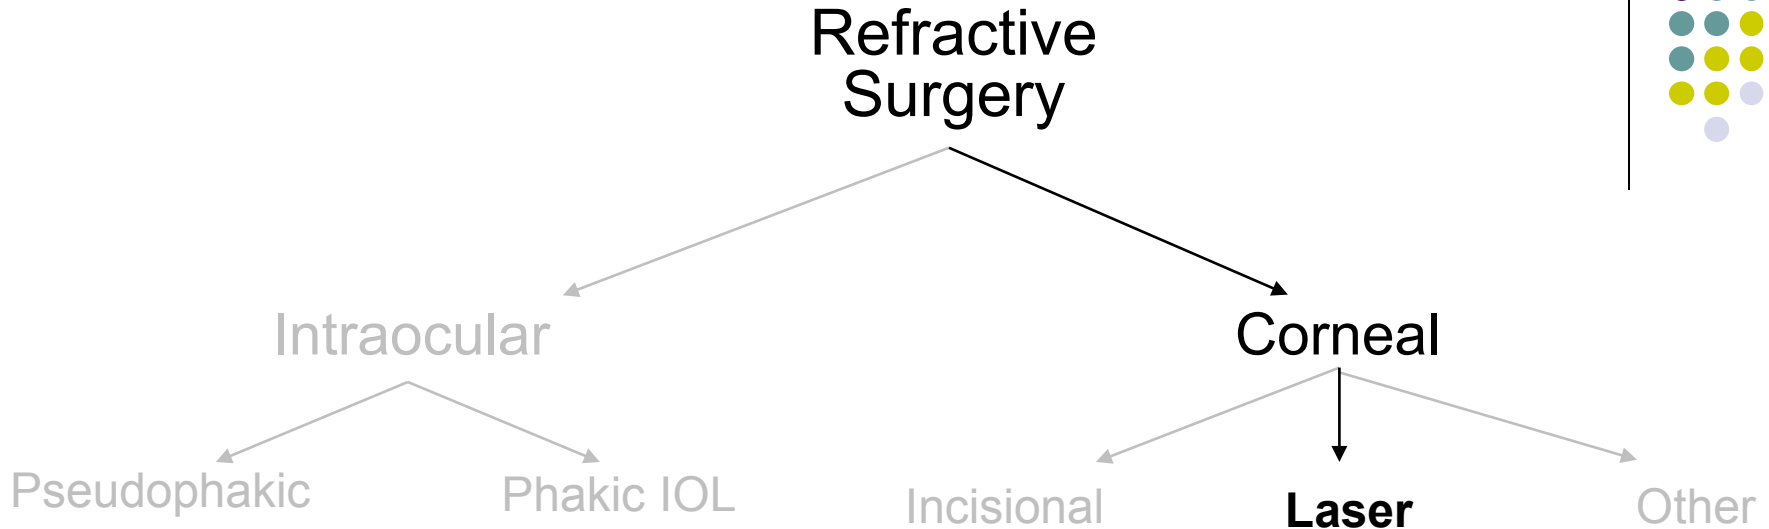 Refractive
Surgery
Intraocular
Corneal
Pseudophakic
Phakic IOL
Incisional
Laser
Other